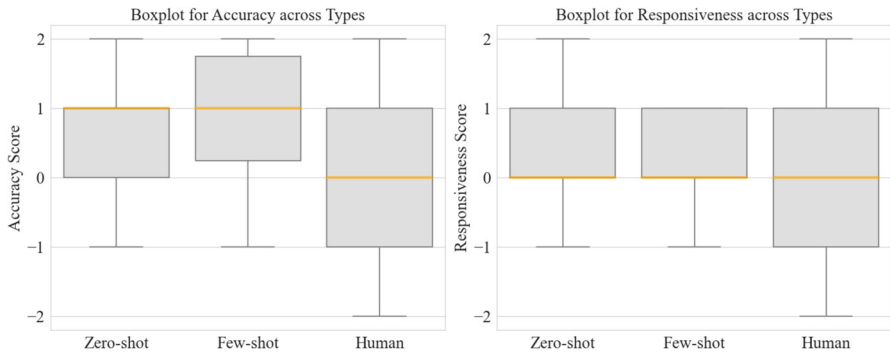 Boxplot for Accuracy across Types
Accuracy Score
2
1
0
−1
−2
Zero-shot Few-shot Human
Boxplot for Responsiveness across Types
Responsiveness Score
2
1
0
−1
−2
Zero-shot Few-shot Human